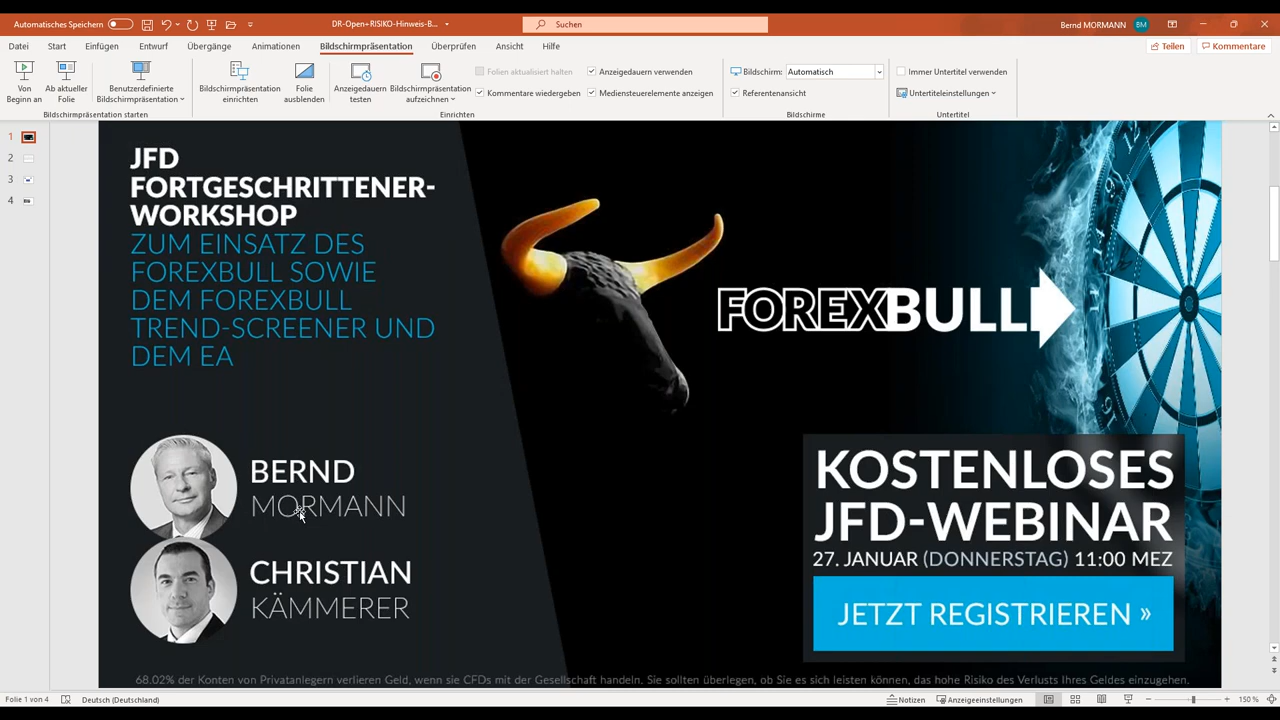 Automatisches Speichern
DR-Open+RISIKO-Hinweis-B...
Suchen
Bernd MORMANN
BM
Datei Start Einfügen Entwurf Übergänge Animationen Bildschirmpräsentation Überprüfen Ansicht Hilfe
Teilen Kommentare
Von Beginn an
Ab aktueller Folie
Benutzerdefinierte Bildschirmpräsentation
Bildschirmpräsentation starten
Bildschirmpräsentation einrichten
Folie ausblenden
Anzeigedauern testen
Bildschirmpräsentation aufzeichnen
Folien aktualisiert halten
Kommentare wiedergeben
Anzeigedauern verwenden
Mediensteuerelemente anzeigen
Einrichten
Bildschirm: Automatisch
Referentenansicht
Bildschirme
Immer Untertitel verwenden
Untertiteleinstellungen
Untertitel
1
2
3
4
JFD
FORTGESCHRITTENER-
WORKSHOP
ZUM EINSATZ DES
FOREXBULL SOWIE
DEM FOREXBULL
TREND-SCREENER UND
DEM EA
FOREXBULL
BERND
MORMANN
CHRISTIAN
KÄMMERER
KOSTENLOSES
JFD-WEBINAR
27. JANUAR (DONNERSTAG) 11:00 MEZ
JETZT REGISTRIEREN »
68.02% der Konten von Privatanlegern verlieren Geld, wenn sie CFDs mit der Gesellschaft handeln. Sie sollten überlegen, ob Sie es sich leisten können, das hohe Risiko des Verlusts Ihres Geldes einzugehen.
Folie 1 von 4
Deutsch (Deutschland)
Notizen
Anzeigeeinstellungen
150 %